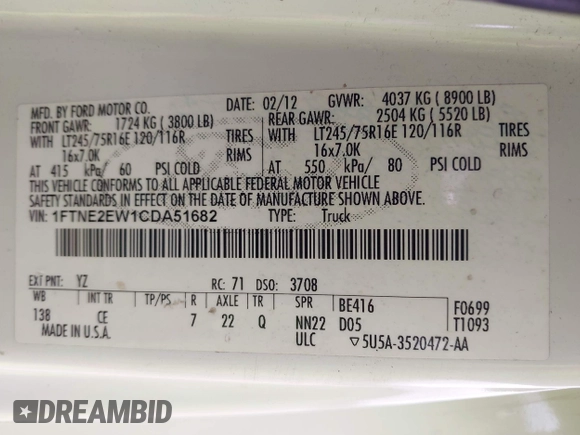 MFD. BY FORD MOTOR CO. DATE: 02/12 GVWR: 4037 KG ( 8900 LB)
FRONT GAWR: 1724 KG ( 3800 LB) REAR GAWR: 2504 KG ( 5520 LB)
WITH LT245/75R16E 120/116R TIRES WITH LT245/75R16E 120/116R TIRES
16x7.0K RIMS 16x7.0K RIMS
AT 415 kPa/ 60 PSI COLD AT 550 kPa/ 80 PSI COLD
THIS VEHICLE CONFORMS TO ALL APPLICABLE FEDERAL MOTOR VEHICLE
SAFETY STANDARDS IN EFFECT ON THE DATE OF MANUFACTURE SHOWN ABOVE.
VIN: 1FTNE2EW1CDA51682 TYPE: Truck
EXT PNT: YZ RC: 71 DSO: 3708
WB INT TR TP/PS R AXLE TR SPR BE416 F0699
138 CE 7 22 Q NN22 D05 T1093
MADE IN U.S.A. ULC ▽5U5A-3520472-AA
DREAMBID